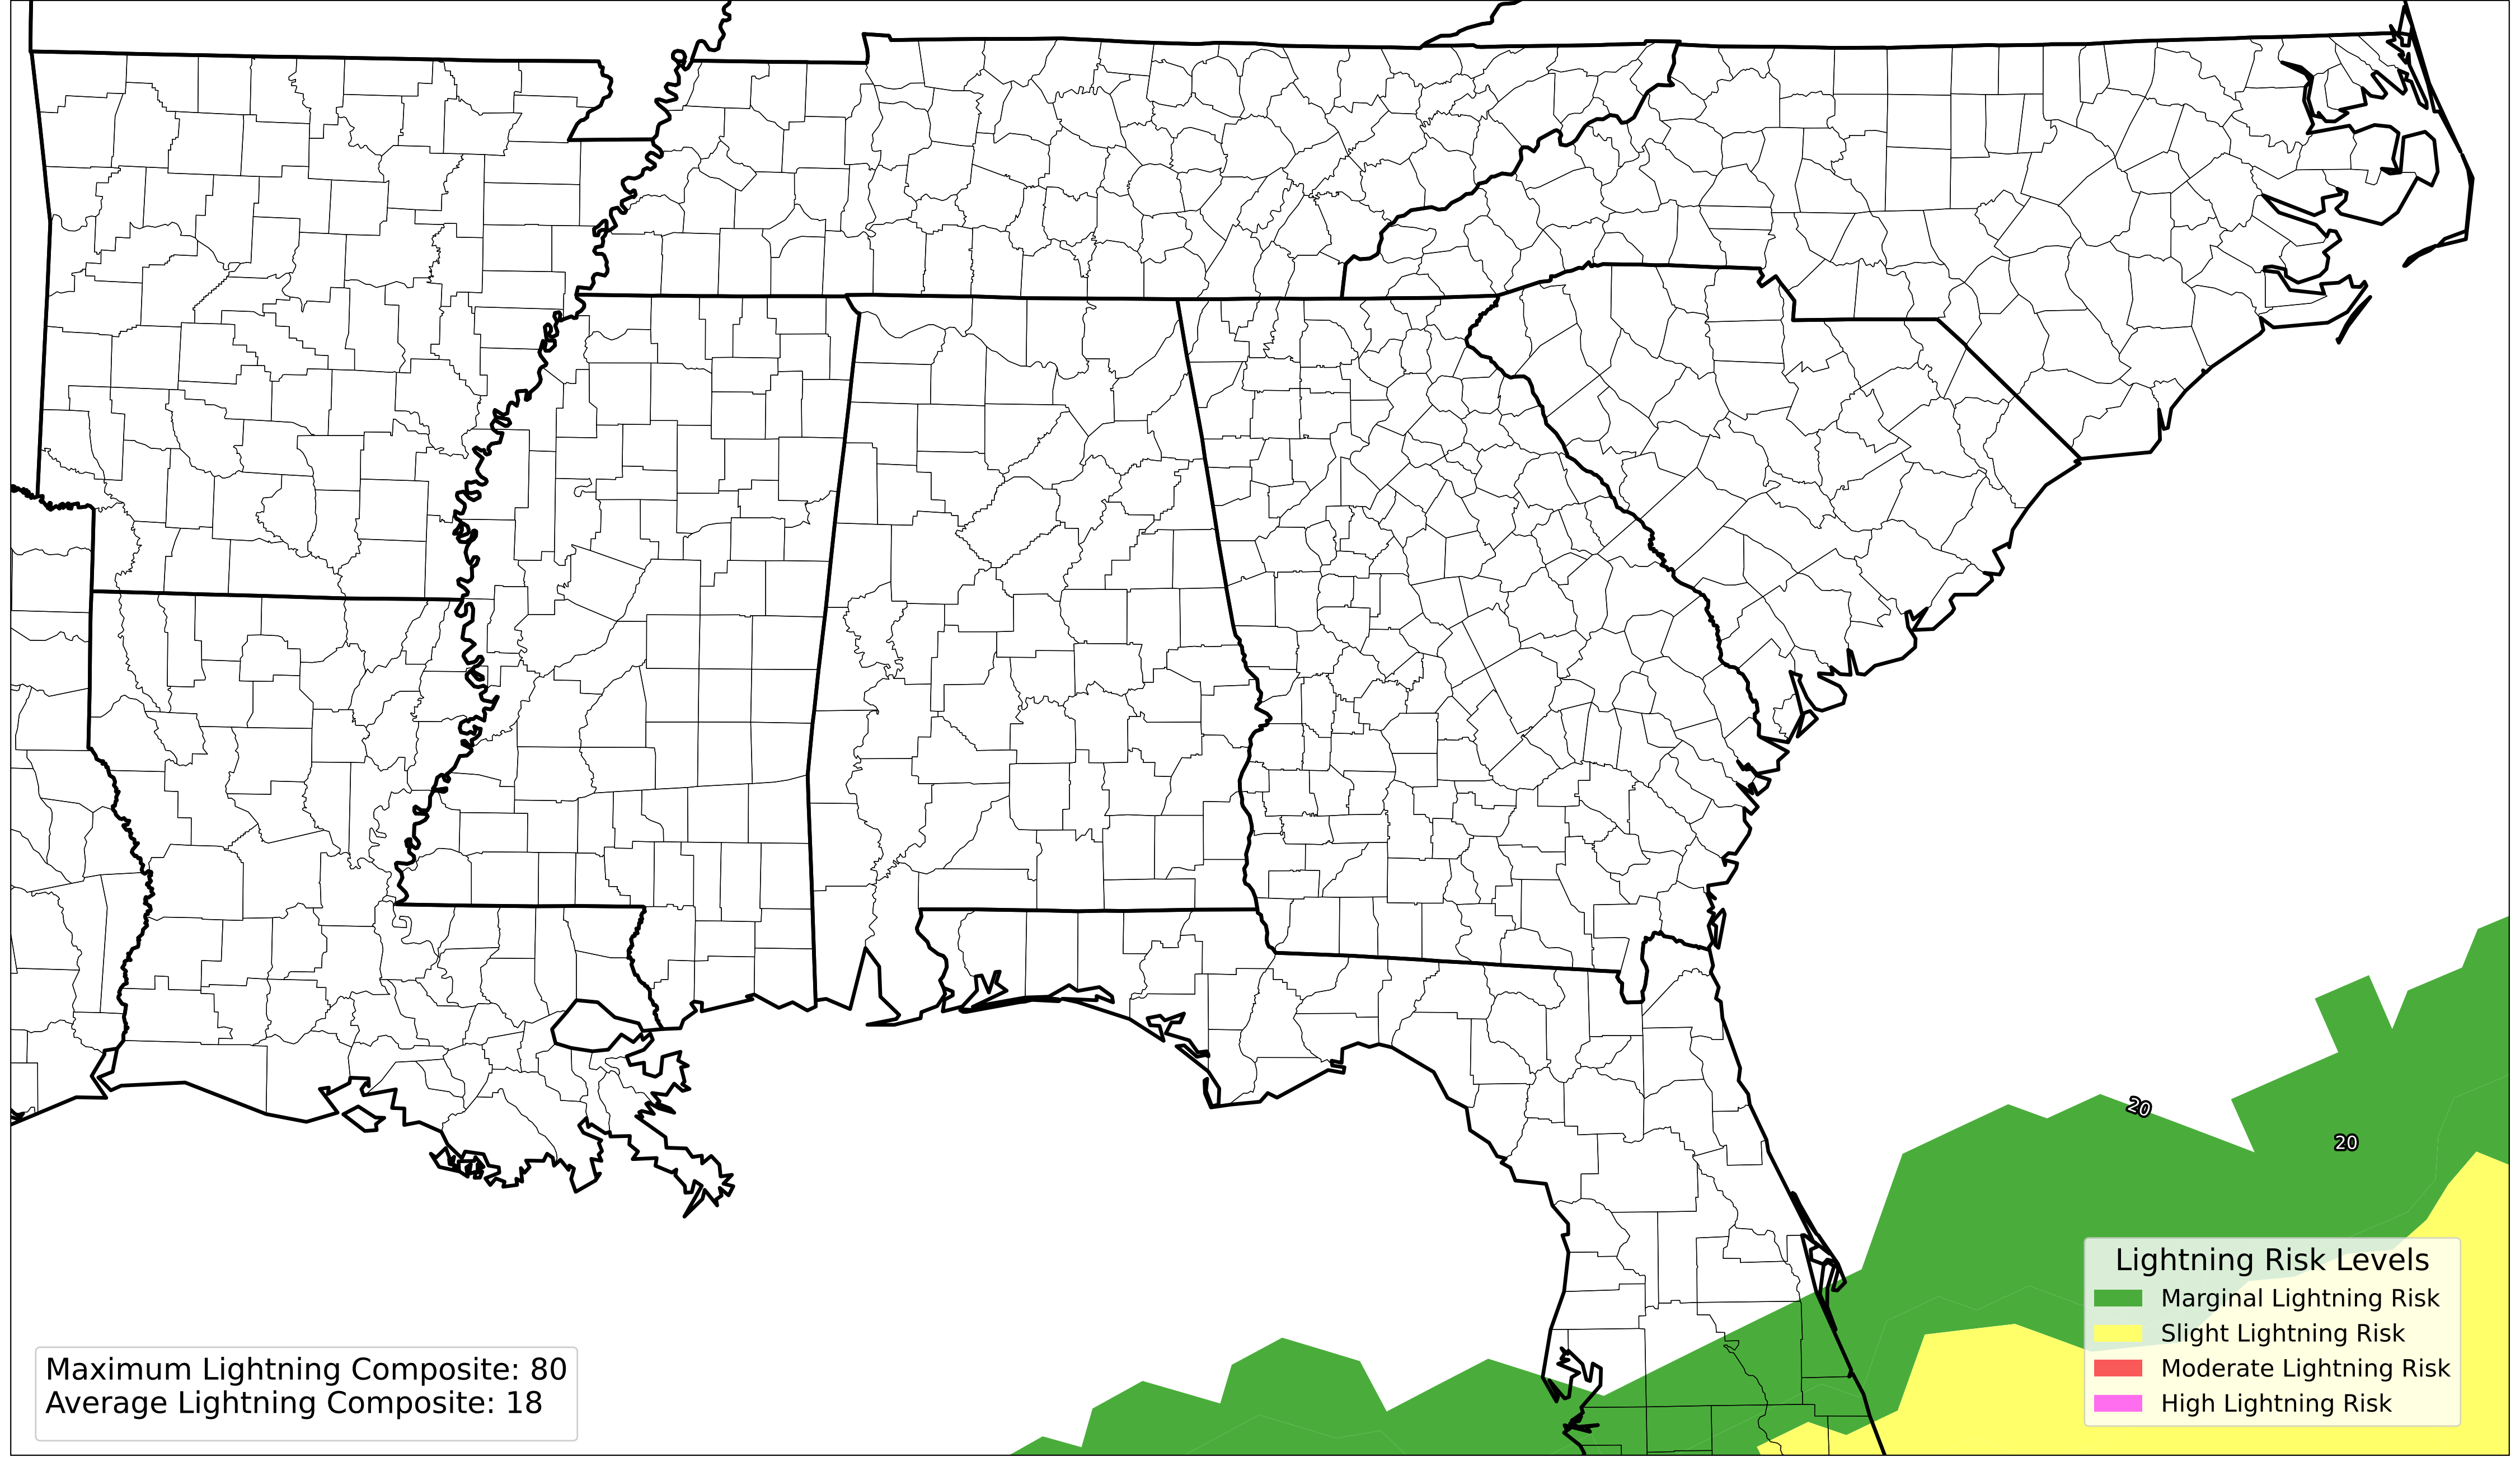 20
20
Lightning Risk Levels
Marginal Lightning Risk
Slight Lightning Risk
Moderate Lightning Risk
High Lightning Risk
Maximum Lightning Composite: 80
Average Lightning Composite: 18